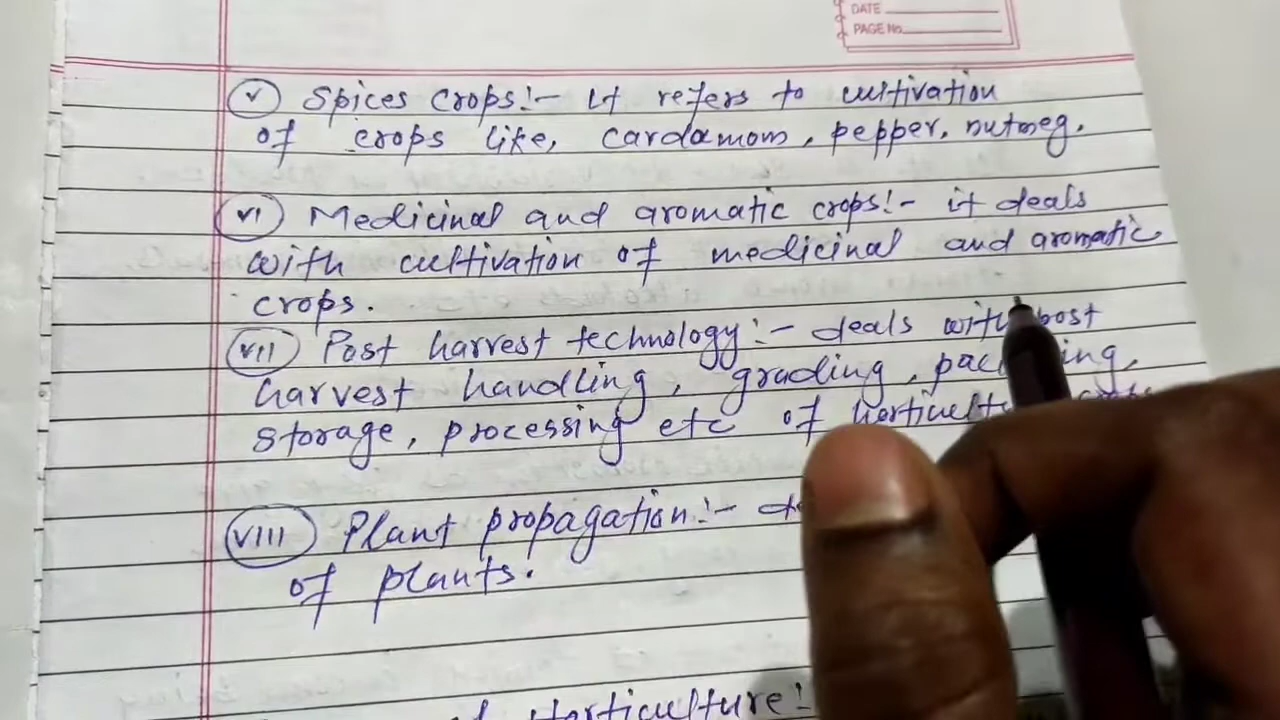 DATE
PAGE No.
(v) Spices crops:- It refers to cultivation
of crops like, cardamom, pepper, nutmeg.
(VI) Medicinal and aromatic crops:- it deals
with cultivation of medicinal and aromatic
crops.
(VII) Post harvest technology:- deals with post
harvest handling, grading,
storage, processing etc of
(VIII) Plant propagation:-
of plants.
Horticulture: